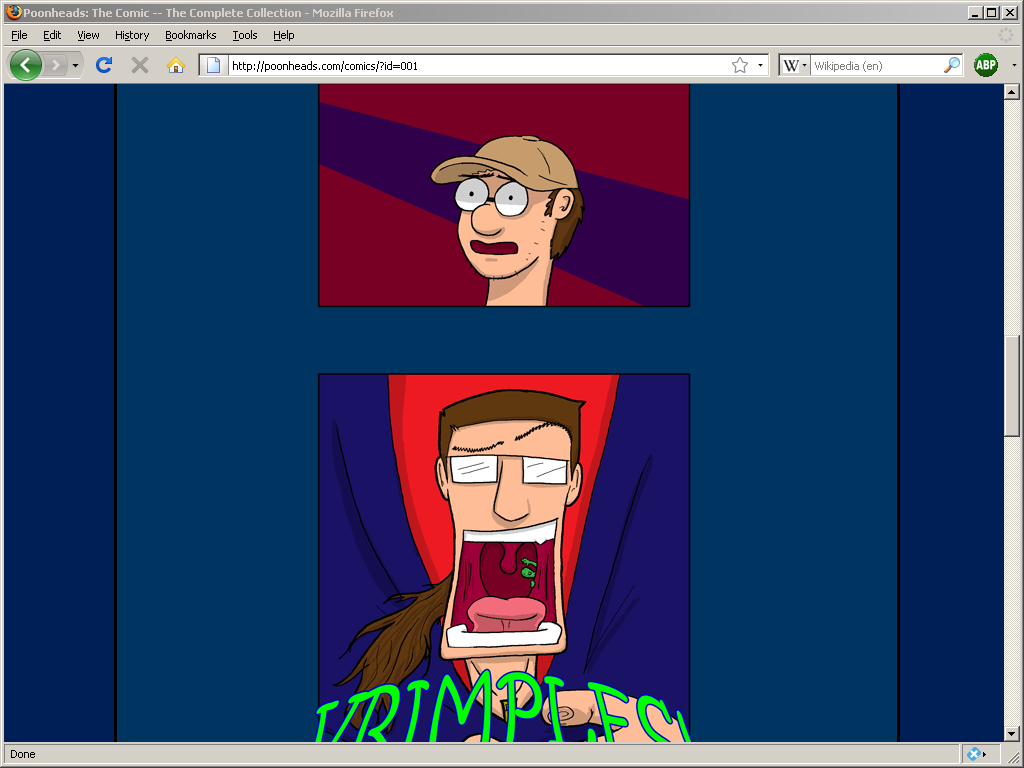 Poonheads: The Comic -- The Complete Collection - Mozilla Firefox
File Edit View History Bookmarks Tools Help
http://poonheads.com/comics/?id=001
W Wikipedia (en)
ABP
Done